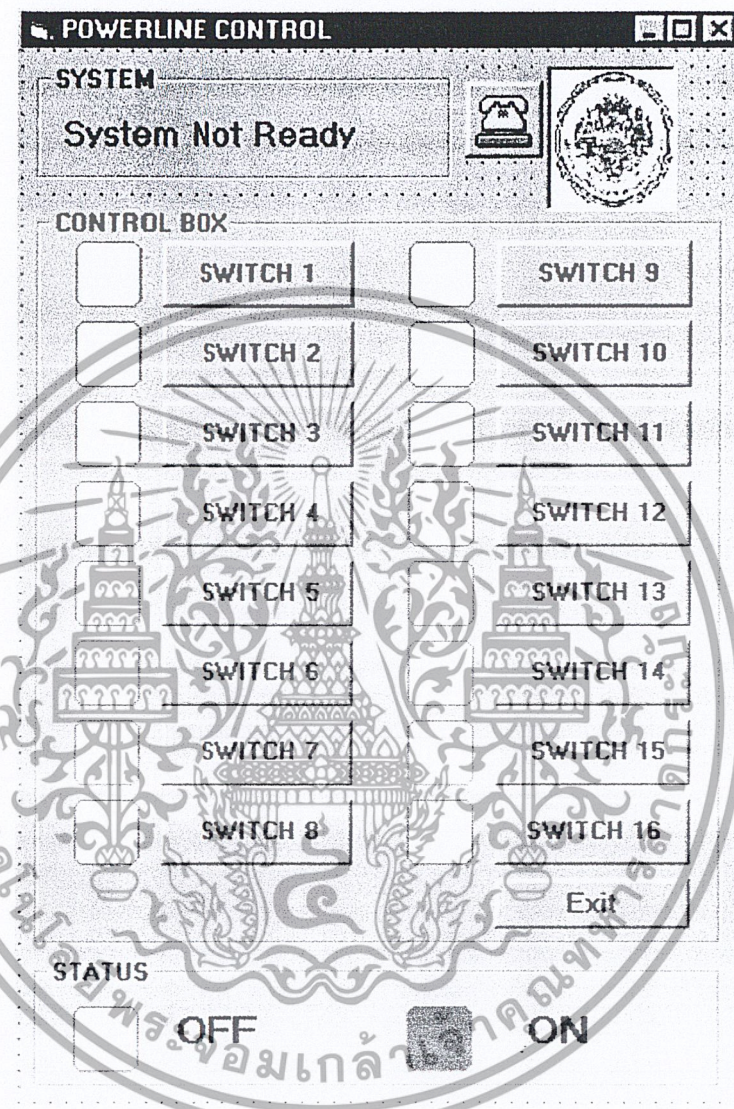 POWERLINE CONTROL
SYSTEM
System Not Ready
CONTROL BOX
SWITCH 1
SWITCH 9
SWITCH 2
SWITCH 10
SWITCH 3
SWITCH 11
SWITCH 4
SWITCH 12
SWITCH 5
SWITCH 13
SWITCH 6
SWITCH 14
SWITCH 7
SWITCH 15
SWITCH 8
SWITCH 16
Exit
STATUS
OFF
ON